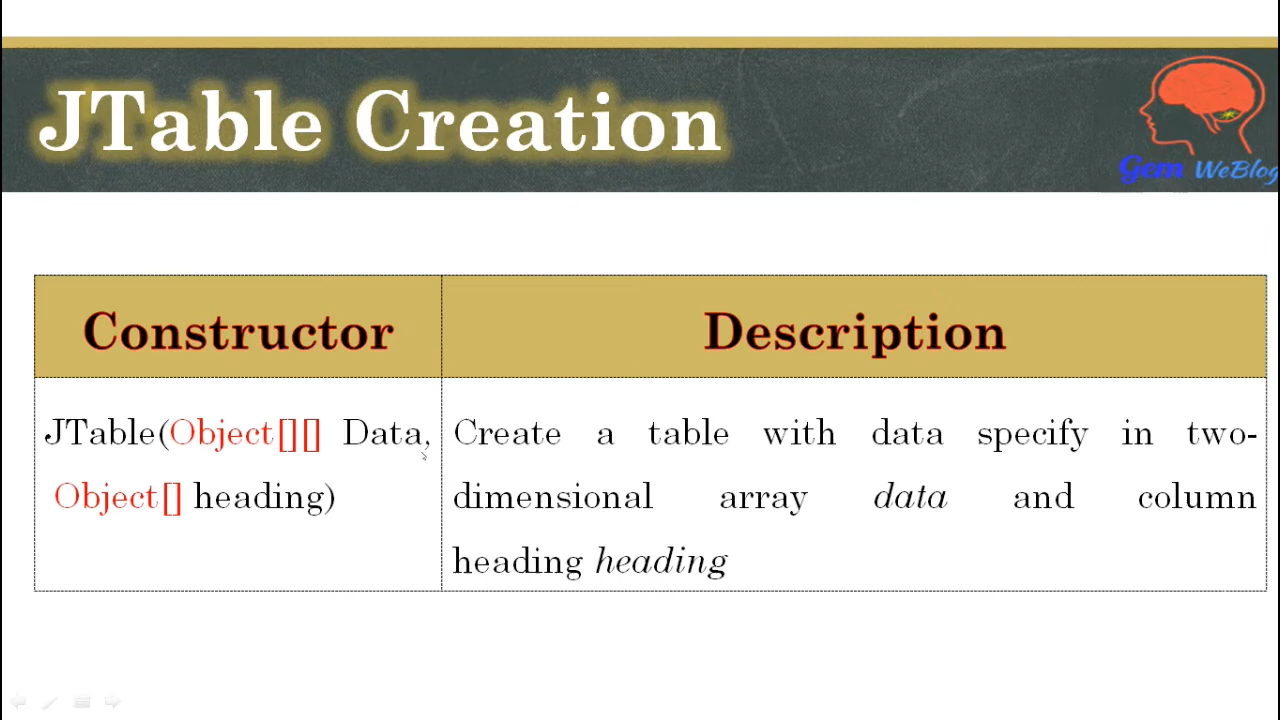 JTable Creation
Gcm WeBlog
Constructor
Description
JTable(Object[][] Data,
Object[] heading)
Create a table with data specify in two-
dimensional array data and column
heading heading